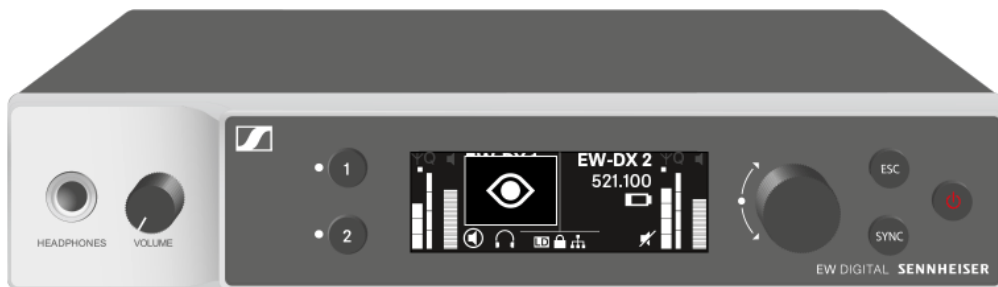 HEADPHONES
VOLUME
1
2
EW-DX 2
521.100
LD
ESC
SYNC
EW DIGITAL SENNHEISER